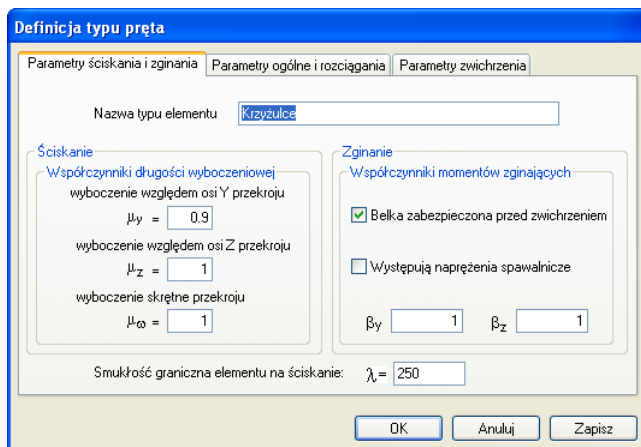 Definicja typu pręta
Parametry ściskania i zginania Parametry ogólne i rozciągania Parametry zwichrzenia
Nazwa typu elementu Krzyżulce
Ściskanie
Współczynniki długości wyboczeniowej
wyboczenie względem osi Y przekroju
μy = 0.9
wyboczenie względem osi Z przekroju
μz = 1
wyboczenie skrętne przekroju
μω = 1
Zginanie
Współczynniki momentów zginających
Belka zabezpieczona przed zwichrzeniem
Występują naprężenia spawalnicze
βy 1 βz 1
Smukłość graniczna elementu na ściskanie: λ= 250
OK Anuluj Zapisz